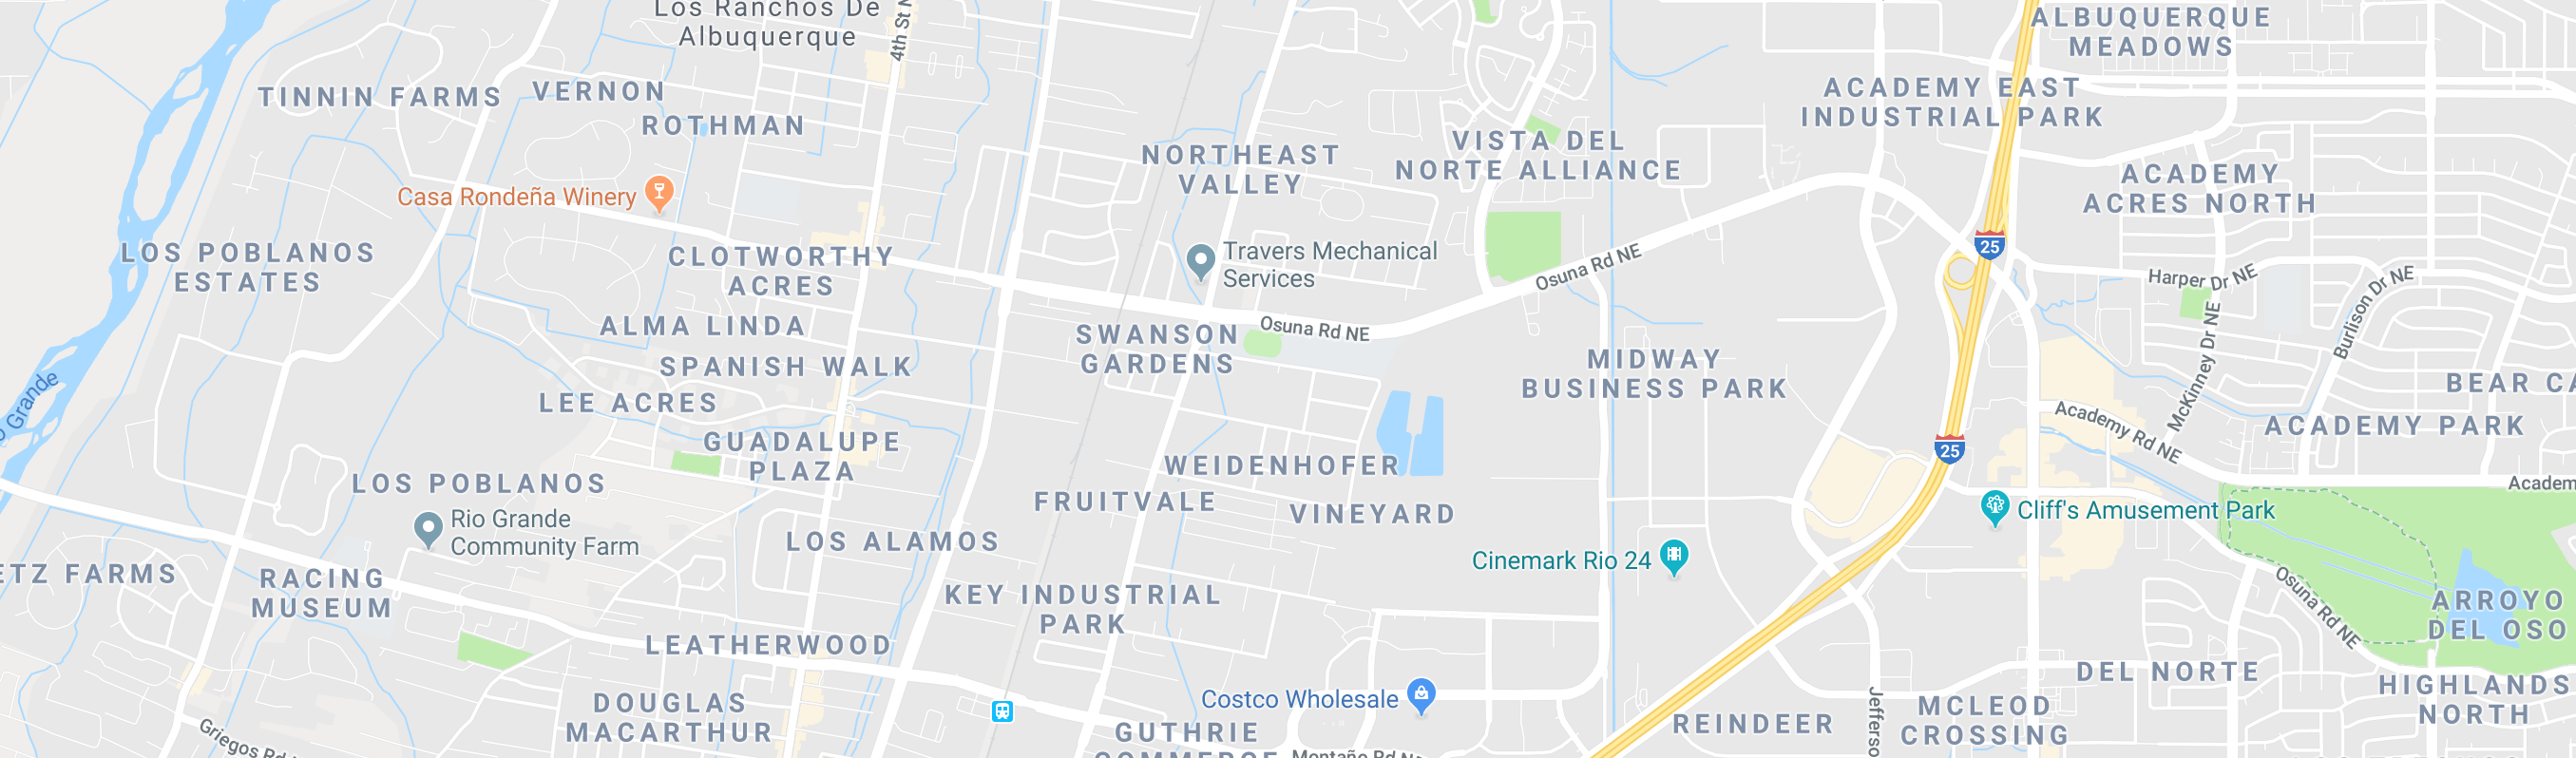 Los Ranchos De
Albuquerque
4th St N
ALBUQUERQUE
MEADOWS
TINNIN FARMS
VERNON
ROTHMAN
ACADEMY EAST
INDUSTRIAL PARK
VISTA DEL
NORTE ALLIANCE
NORTHEAST
VALLEY
ACADEMY
ACRES NORTH
Casa Rondeña Winery
LOS POBLANOS
ESTATES
CLOTWORTHY
ACRES
Travers Mechanical
Services
Osuna Rd NE
25
Harper Dr NE
Burlison Dr NE
McKinney Dr NE
ALMA LINDA
SPANISH WALK
LEE ACRES
SWANSON
GARDENS
Osuna Rd NE
MIDWAY
BUSINESS PARK
BEAR CA
Grande
Academy Rd NE
ACADEMY PARK
GUADALUPE
PLAZA
25
WEIDENHOFER
LOS POBLANOS
Rio Grande
Community Farm
FRUITVALE
VINEYARD
Academ
Cliff's Amusement Park
LOS ALAMOS
Cinemark Rio 24
ETZ FARMS
RACING
MUSEUM
KEY INDUSTRIAL
PARK
Osuna Rd NE
ARROYO
DEL OSO
LEATHERWOOD
DEL NORTE
Costco Wholesale
HIGHLANDS
NORTH
DOUGLAS
MACARTHUR
Griegos Rd
GUTHRIE
COMMERCE
Montaño Rd N
REINDEER
Jefferso
MCLEOD
CROSSING